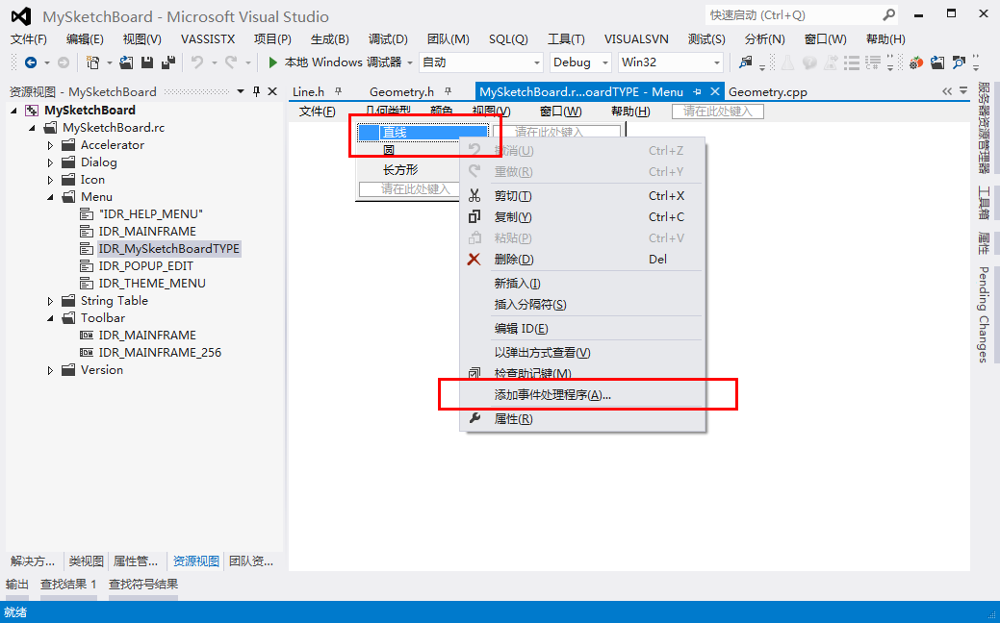 MySketchBoard - Microsoft Visual Studio
快速启动 (Ctrl+Q)
文件(F) 编辑(E) 视图(V) VASSISTX 项目(P) 生成(B) 调试(D) 团队(M) SQL(Q) 工具(T) VISUALSVN 测试(S) 分析(N) 窗口(W) 帮助(H)
本地 Windows 调试器 自动 Debug Win32
资源视图 - MySketchBoard
MySketchBoard
MySketchBoard.rc
Accelerator
Dialog
Icon
Menu
"IDR_HELP_MENU"
IDR_MAINFRAME
IDR_MySketchBoardTYPE
IDR_POPUP_EDIT
IDR_THEME_MENU
String Table
Toolbar
IDR_MAINFRAME
IDR_MAINFRAME_256
Version
Line.h Geometry.h MySketchBoard.r...oardTYPE - Menu Geometry.cpp
文件(F) 几何类型 颜色 视图(V) 窗口(W) 帮助(H) 请在此处键入
直线 请在此处键入
圆
长方形
请在此处键入
撤消(U) Ctrl+Z
重做(R) Ctrl+Y
剪切(T) Ctrl+X
复制(Y) Ctrl+C
粘贴(P) Ctrl+V
删除(D) Del
新插入(I)
插入分隔符(S)
编辑 ID(E)
以弹出方式查看(V)
检查助记键(M)
添加事件处理程序(A)...
属性(R)
服务器资源管理器
工具箱
属性
Pending Changes
解决方... 类视图 属性管... 资源视图 团队资...
输出 查找结果 1 查找符号结果
就绪